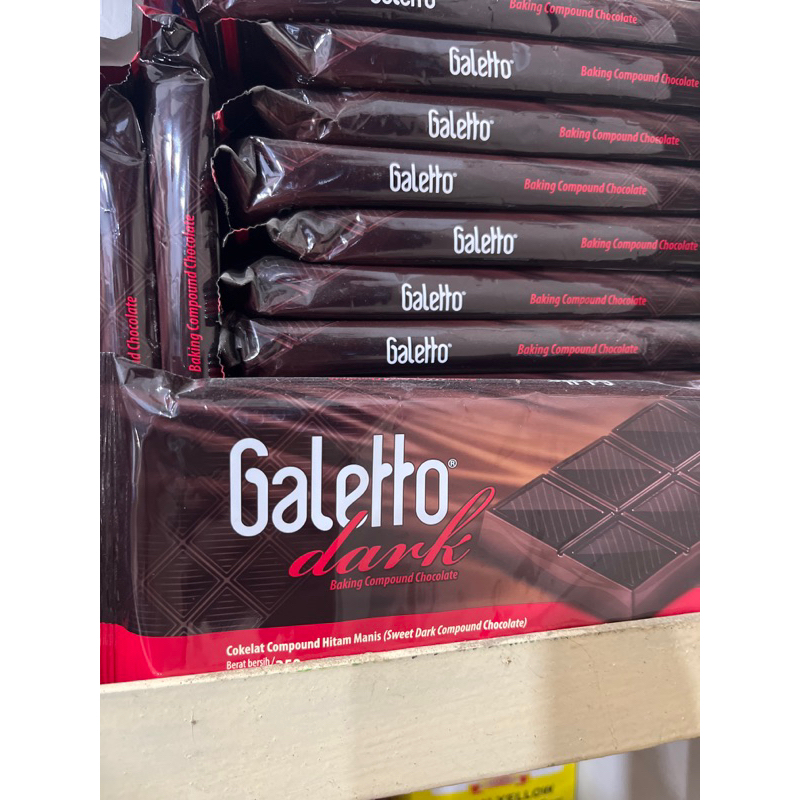 Baking Compound Chocolate
Galetto
Baking Compound Chocolate
Galetto
Baking Compound Chocolate
Galetto
Baking Compound Chocolate
Galetto
Baking Compound Chocolate
Galetto
Baking Compound Chocolate
Galetto
Baking Compound Chocolate
d Chocolate
Baking Compound Chocolate
Galetto®
dark
Baking Compound Chocolate
Cokelat Compound Hitam Manis (Sweet Dark Compound Chocolate)
Berat bersih/
YELLOW